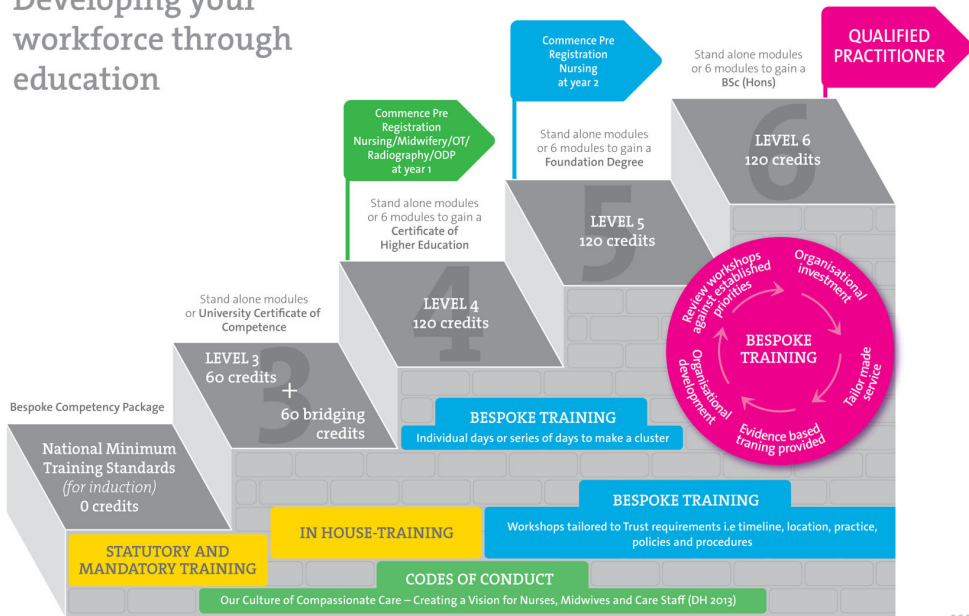 Developing your
workforce through
education
Commence Pre
Registration
Nursing
at year 2
Stand alone modules
or 6 modules to gain a
BSc (Hons)
QUALIFIED
PRACTITIONER
Commence Pre
Registration
Nursing/Midwifery/OT/
Radiography/ODP
at year 1
Stand alone modules
or 6 modules to gain a
Foundation Degree
6
LEVEL 6
120 credits
Stand alone modules
or 6 modules to gain a
Certificate of
Higher Education
5
LEVEL 5
120 credits
Stand alone modules
or University Certificate of
Competence
4
LEVEL 4
120 credits
3
LEVEL 3
60 credits
+
60 bridging
credits
Bespoke Competency Package
National Minimum
Training Standards
(for induction)
0 credits
Review workshops
against established
priorities
Organisational
investment
Tailor made
service
Evidence based
traning provided
Organisational
development
BESPOKE
TRAINING
BESPOKE TRAINING
Individual days or series of days to make a cluster
BESPOKE TRAINING
Workshops tailored to Trust requirements i.e timeline, location, practice,
policies and procedures
IN HOUSE-TRAINING
STATUTORY AND
MANDATORY TRAINING
CODES OF CONDUCT
Our Culture of Compassionate Care – Creating a Vision for Nurses, Midwives and Care Staff (DH 2013)